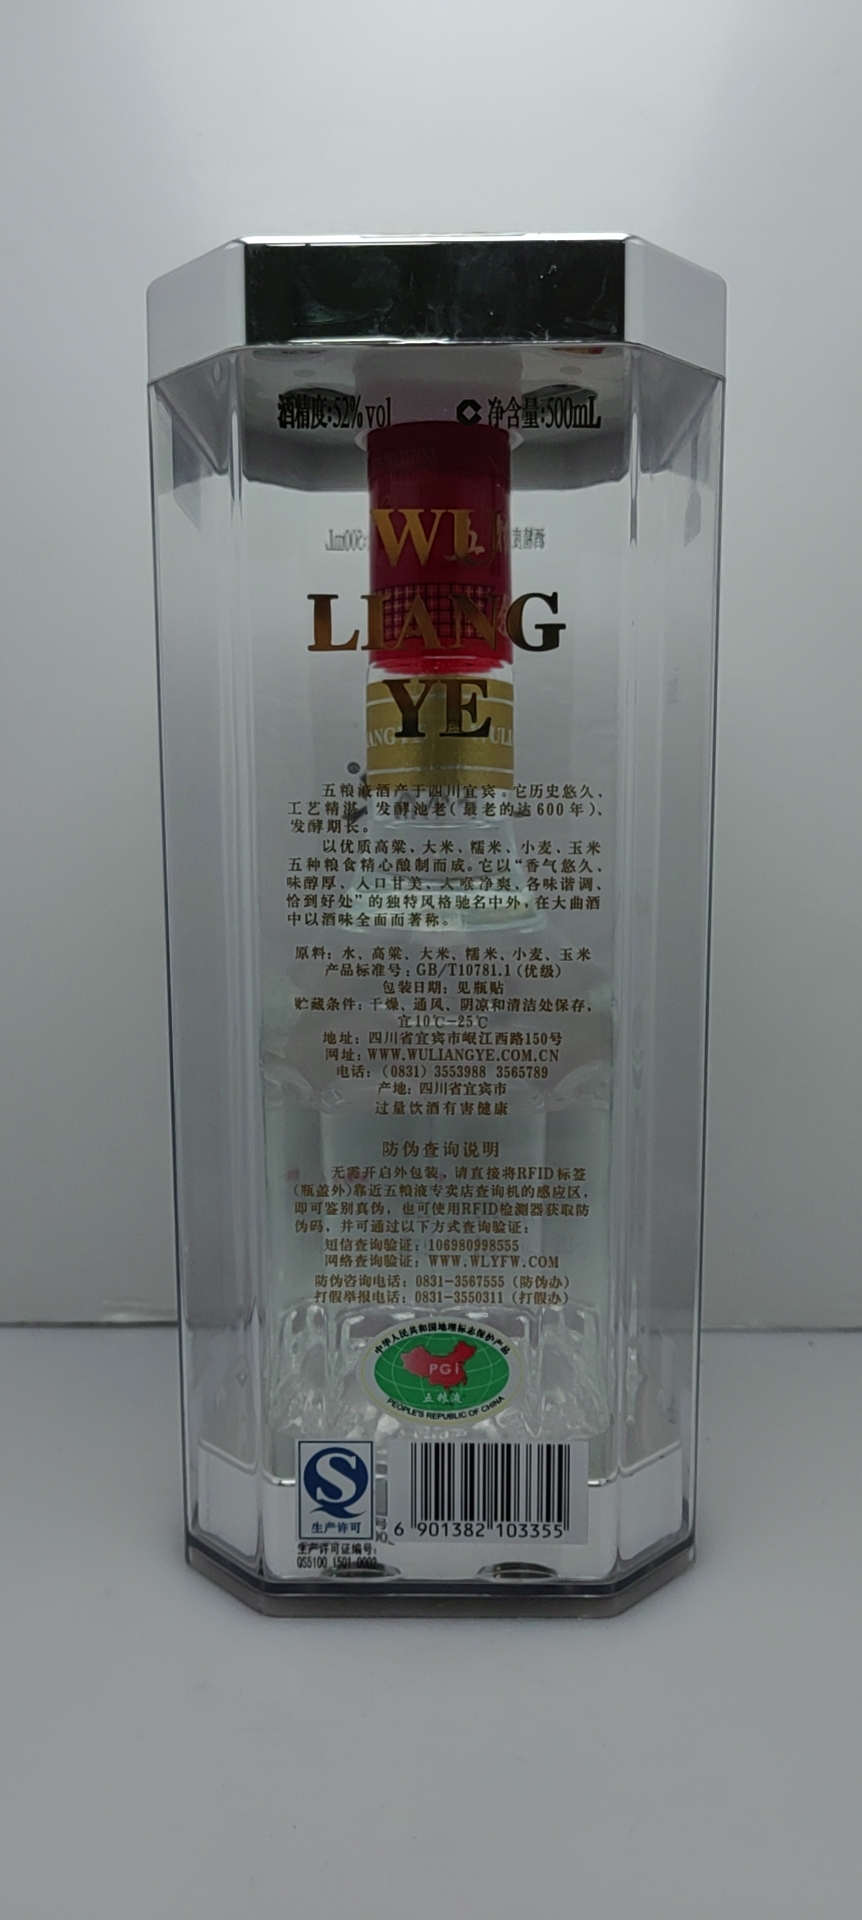 酒精度:52%vol 净含量:500mL
WU
LIANG
YE
五粮液酒产于四川宜宾。它历史悠久、
工艺精湛、发酵池老(最老的达600年)、
发酵期长。
以优质高粱、大米、糯米、小麦、玉米
五种粮食精心酿制而成。它以“香气悠久、
味醇厚、入口甘美、入喉净爽、各味谐调、
恰到好处”的独特风格驰名中外,在大曲酒
中以酒味全面而著称。
原料:水、高粱、大米、糯米、小麦、玉米
产品标准号:GB/T10781.1(优级)
包装日期:见瓶贴
贮藏条件:干燥、通风、阴凉和清洁处保存,
宜10℃—25℃
地址:四川省宜宾市岷江西路150号
网址:WWW.WULIANGYE.COM.CN
电话:(0831) 3553988 3565789
产地:四川省宜宾市
过量饮酒有害健康
防伪查询说明
无需开启外包装,请直接将RFID标签
(瓶盖外)靠近五粮液专卖店查询机的感应区,
即可鉴别真伪,也可使用RFID检测器获取防
伪码,并可通过以下方式查询验证:
短信查询验证:106980998555
网络查询验证:WWW.WLYFW.COM
防伪咨询电话:0831-3567555(防伪办)
打假举报电话:0831-3550311(打假办)
中华人民共和国地理标志保护产品
PGI
五粮液
PEOPLE'S REPUBLIC OF CHINA
生产许可
6 901382 103355
生产许可证编号:
QS5100 1501 0003